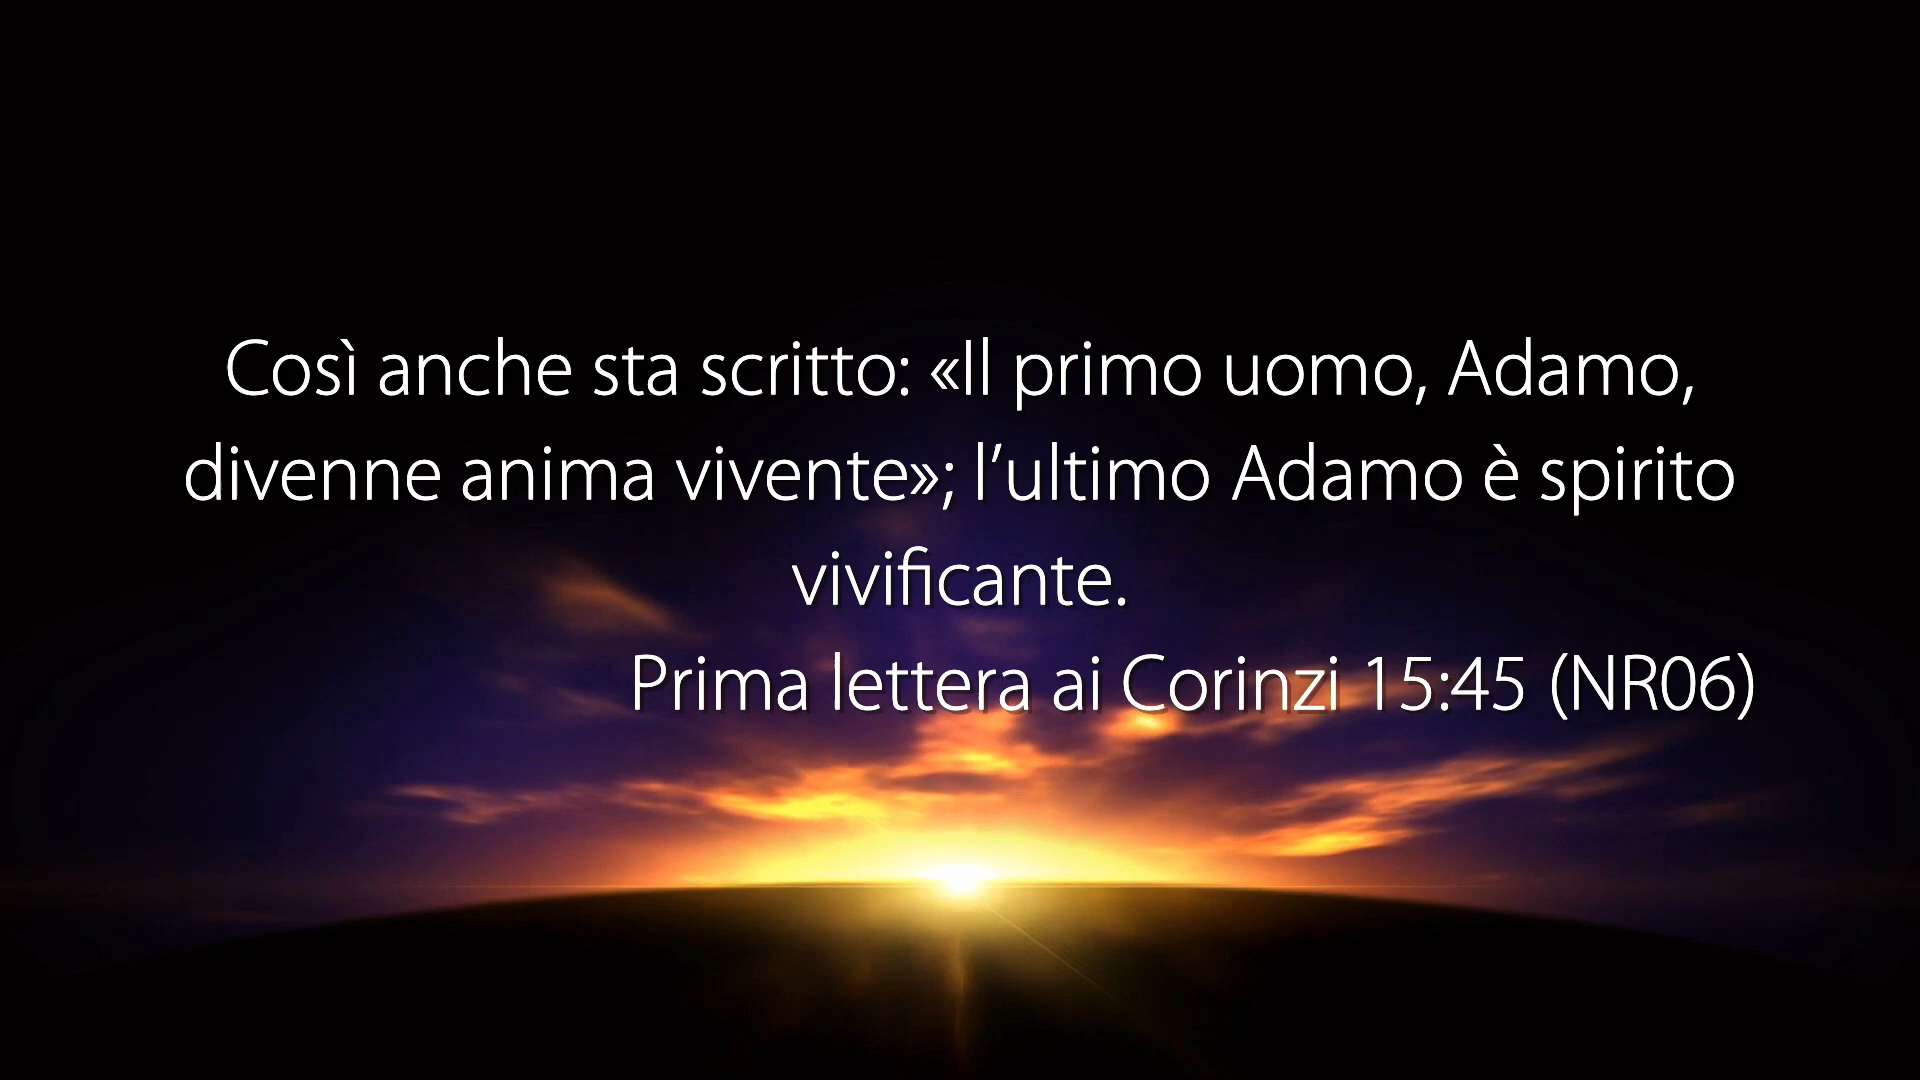 Così anche sta scritto: «Il primo uomo, Adamo,
divenne anima vivente»; l’ultimo Adamo è spirito
vivificante.
Prima lettera ai Corinzi 15:45 (NR06)